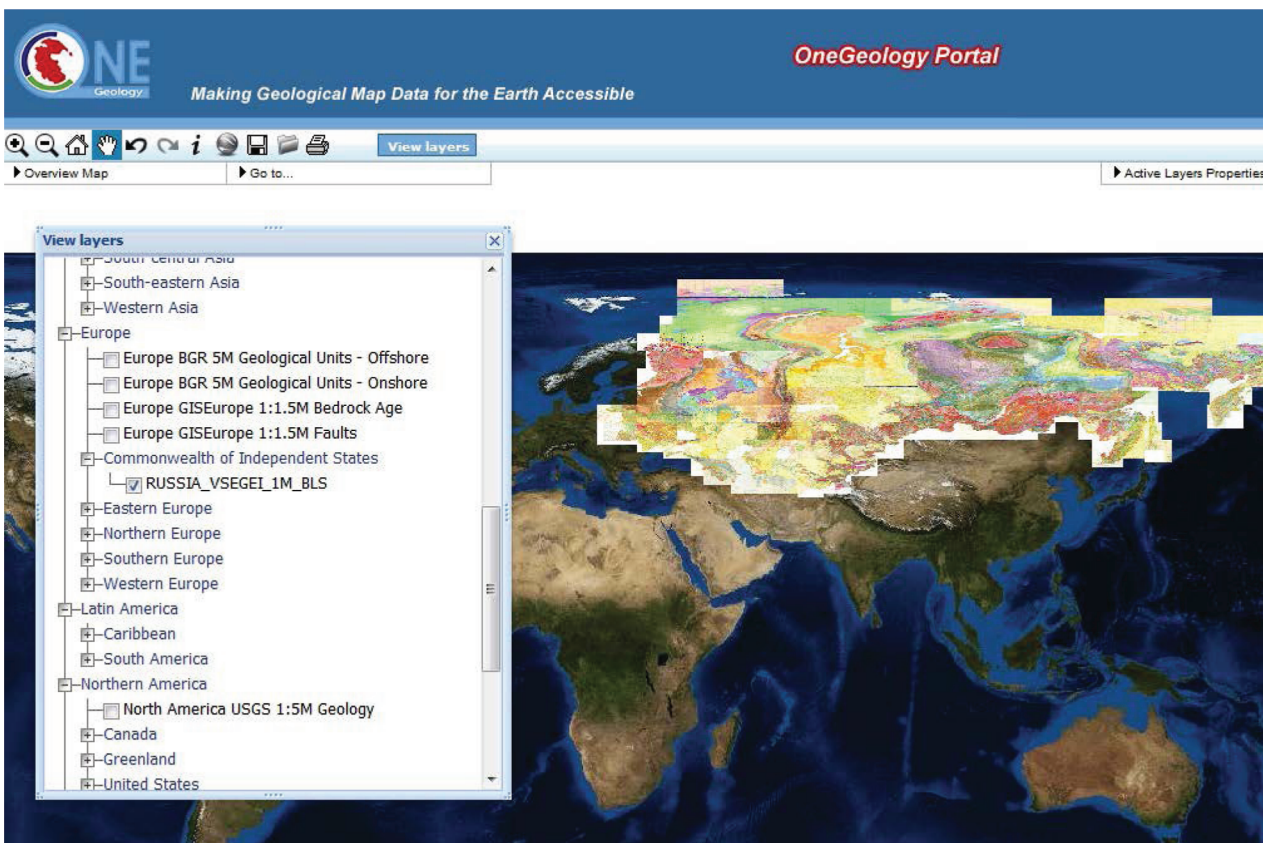 NE
Geology
OneGeology Portal
Making Geological Map Data for the Earth Accessible
i
View layers
Overview Map
Go to...
Active Layers Properties
View layers
South-central Asia
South-eastern Asia
Western Asia
Europe
Europe BGR 5M Geological Units - Offshore
Europe BGR 5M Geological Units - Onshore
Europe GISEurope 1:1.5M Bedrock Age
Europe GISEurope 1:1.5M Faults
Commonwealth of Independent States
RUSSIA_VSEGEI_1M_BLS
Eastern Europe
Northern Europe
Southern Europe
Western Europe
Latin America
Caribbean
South America
Northern America
North America USGS 1:5M Geology
Canada
Greenland
United States